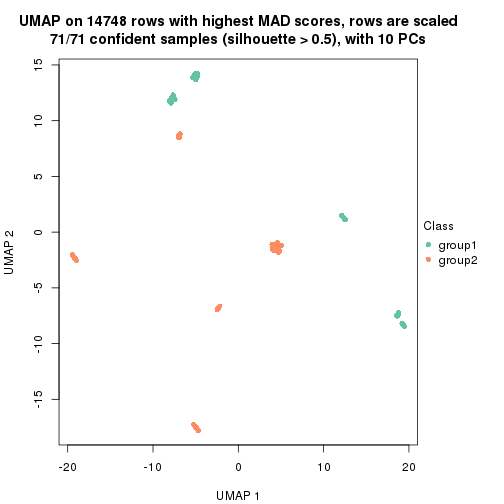 UMAP on 14748 rows with highest MAD scores, rows are scaled
71/71 confident samples (silhouette > 0.5), with 10 PCs
15
10
5
0
-5
-10
-15
UMAP 2
-20
-10
0
10
20
UMAP 1
Class
group1
group2